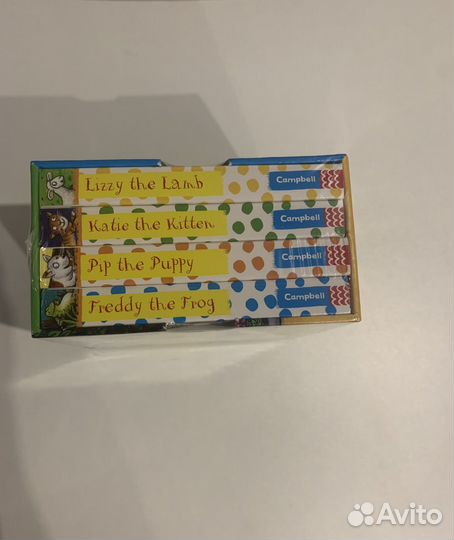 Lizzy the Lamb Campbell
Katie the Kitten Campbell
Pip the Puppy Campbell
Freddy the Frog Campbell
Avito